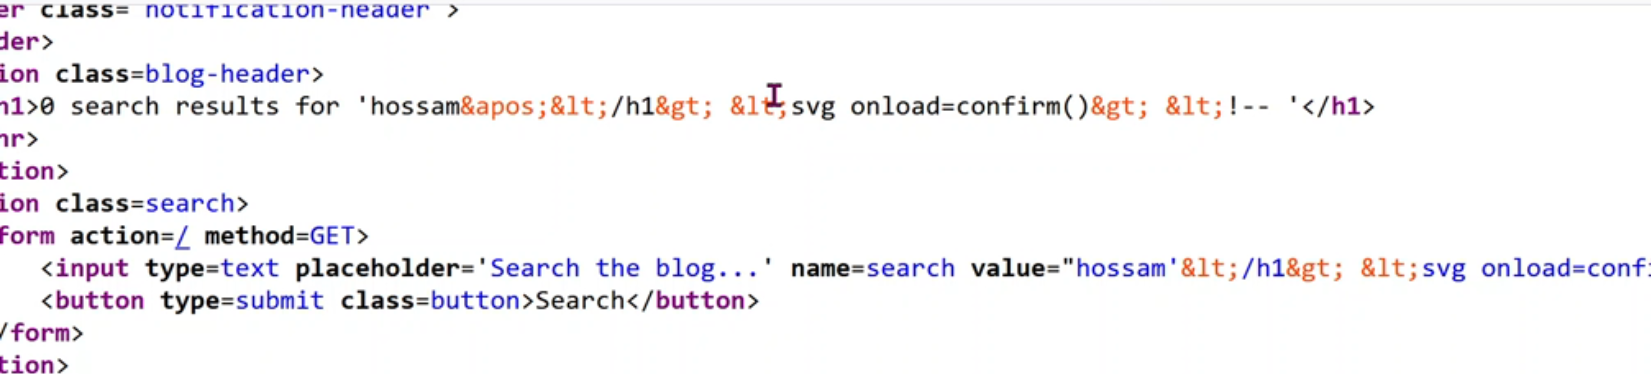 er class= notification-header >
der>
ion class=blog-header>
h1>0 search results for 'hossam&apos;&lt;/h1&gt; &lt;svg onload=confirm()&gt; &lt;!-- '</h1>
hr>
tion>
ion class=search>
form action=/ method=GET>
<input type=text placeholder='Search the blog...' name=search value="hossam'&lt;/h1&gt; &lt;svg onload=conf
<button type=submit class=button>Search</button>
/form>
tion>